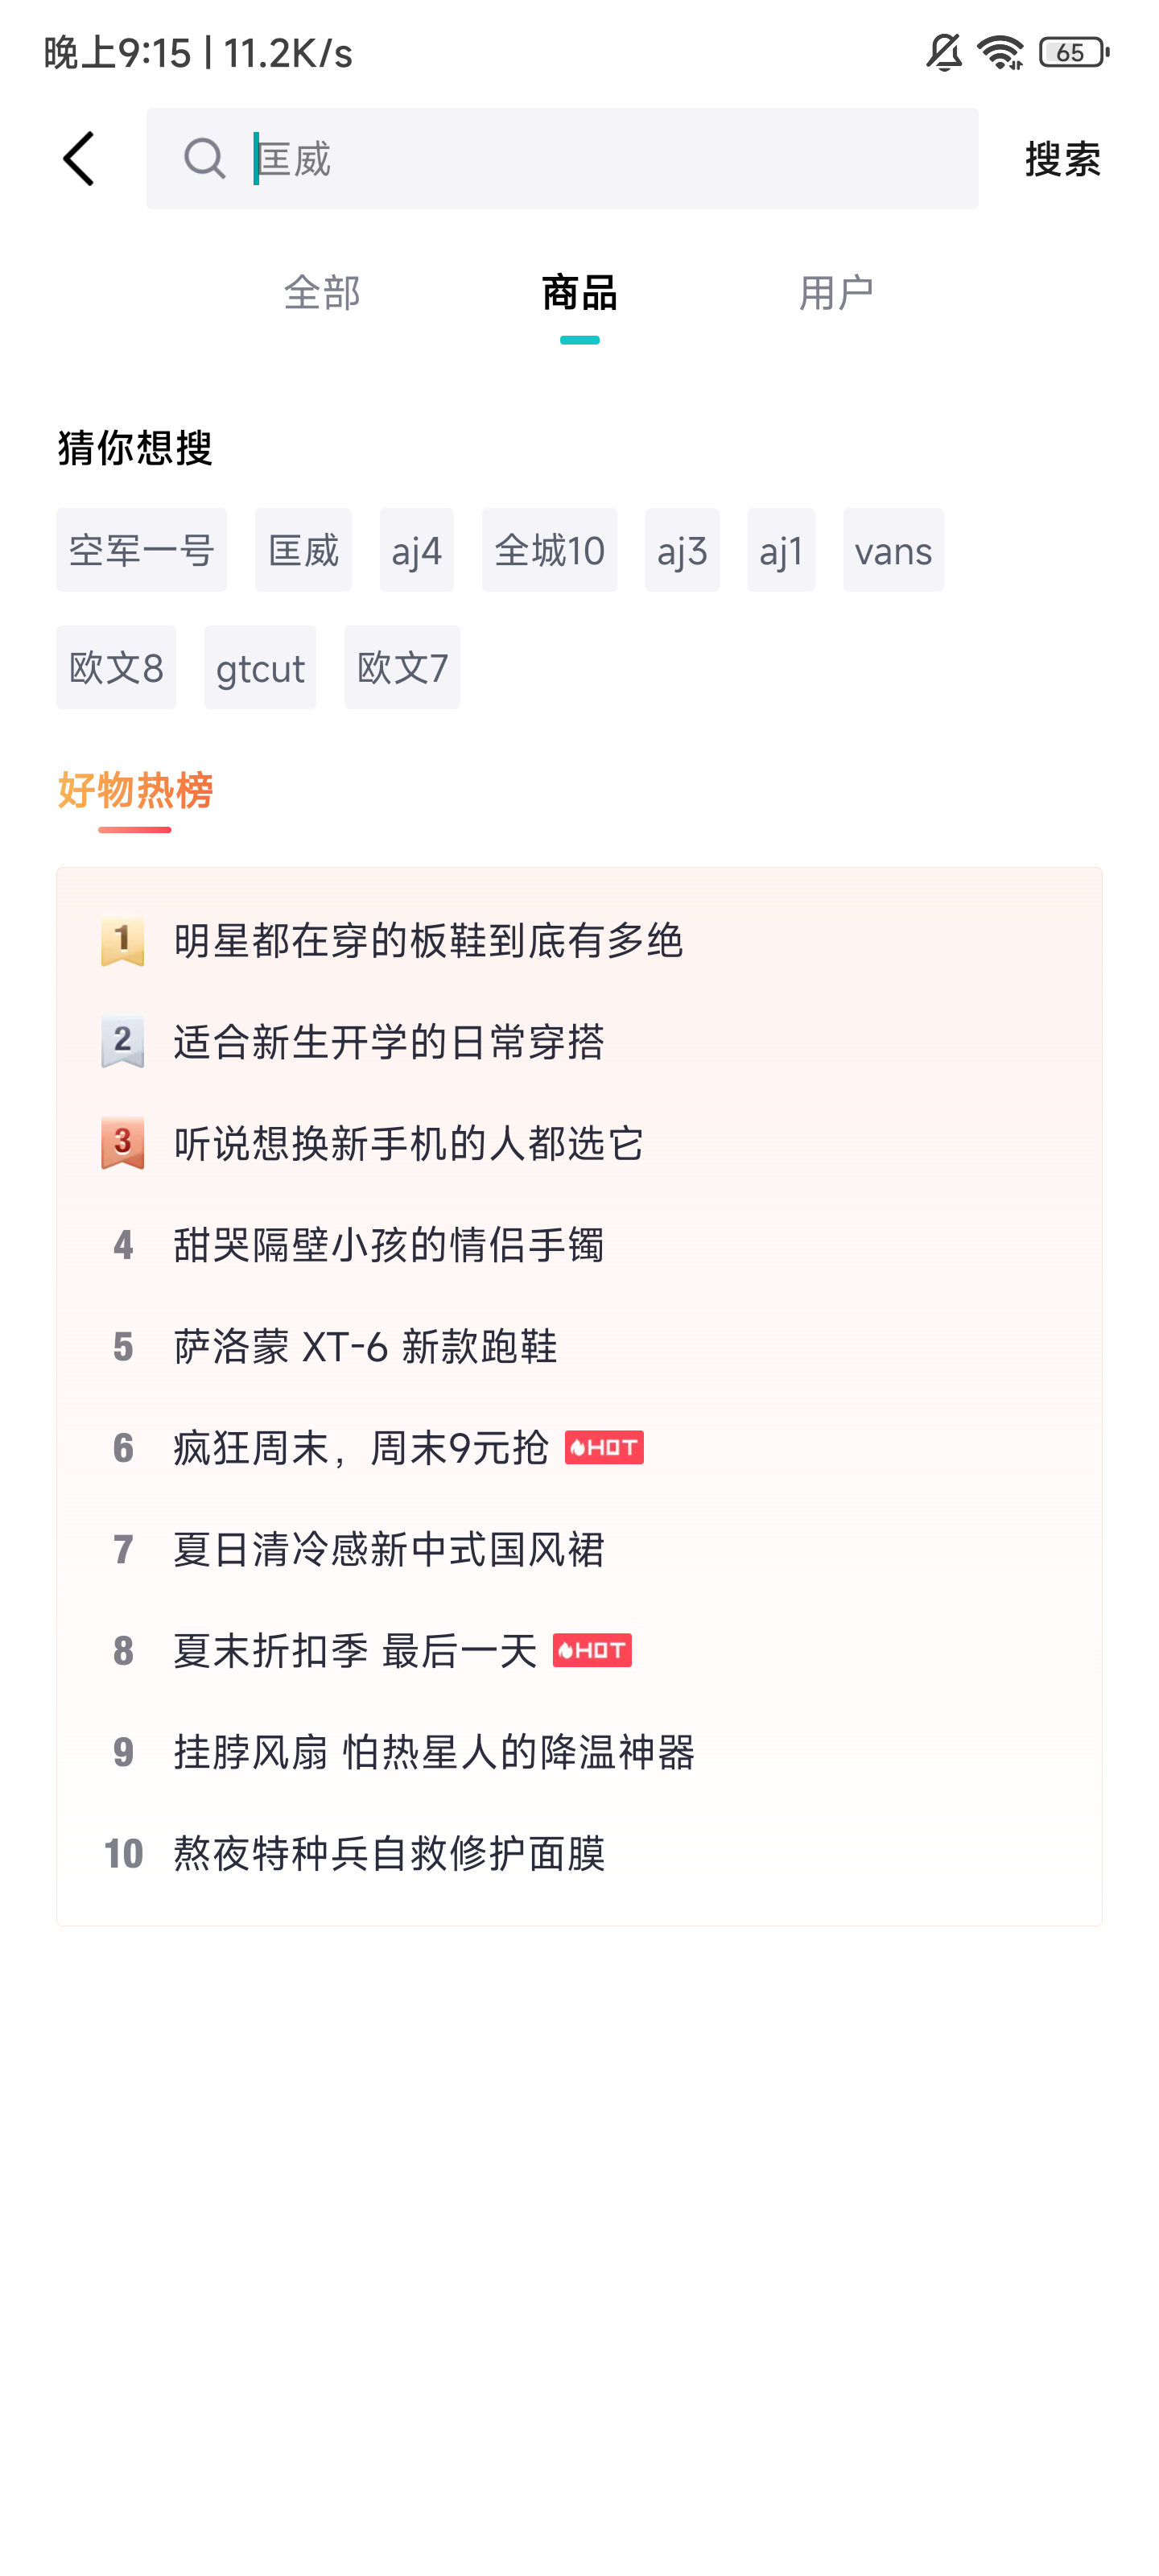 晚上9:15 | 11.2K/s 65
匡威 搜索
全部 商品 用户
猜你想搜
空军一号 匡威 aj4 全城10 aj3 aj1 vans
欧文8 gtcut 欧文7
好物热榜
1 明星都在穿的板鞋到底有多绝
2 适合新生开学的日常穿搭
3 听说想换新手机的人都选它
4 甜哭隔壁小孩的情侣手镯
5 萨洛蒙 XT-6 新款跑鞋
6 疯狂周末，周末9元抢 HOT
7 夏日清冷感新中式国风裙
8 夏末折扣季 最后一天 HOT
9 挂脖风扇 怕热星人的降温神器
10 熬夜特种兵自救修护面膜